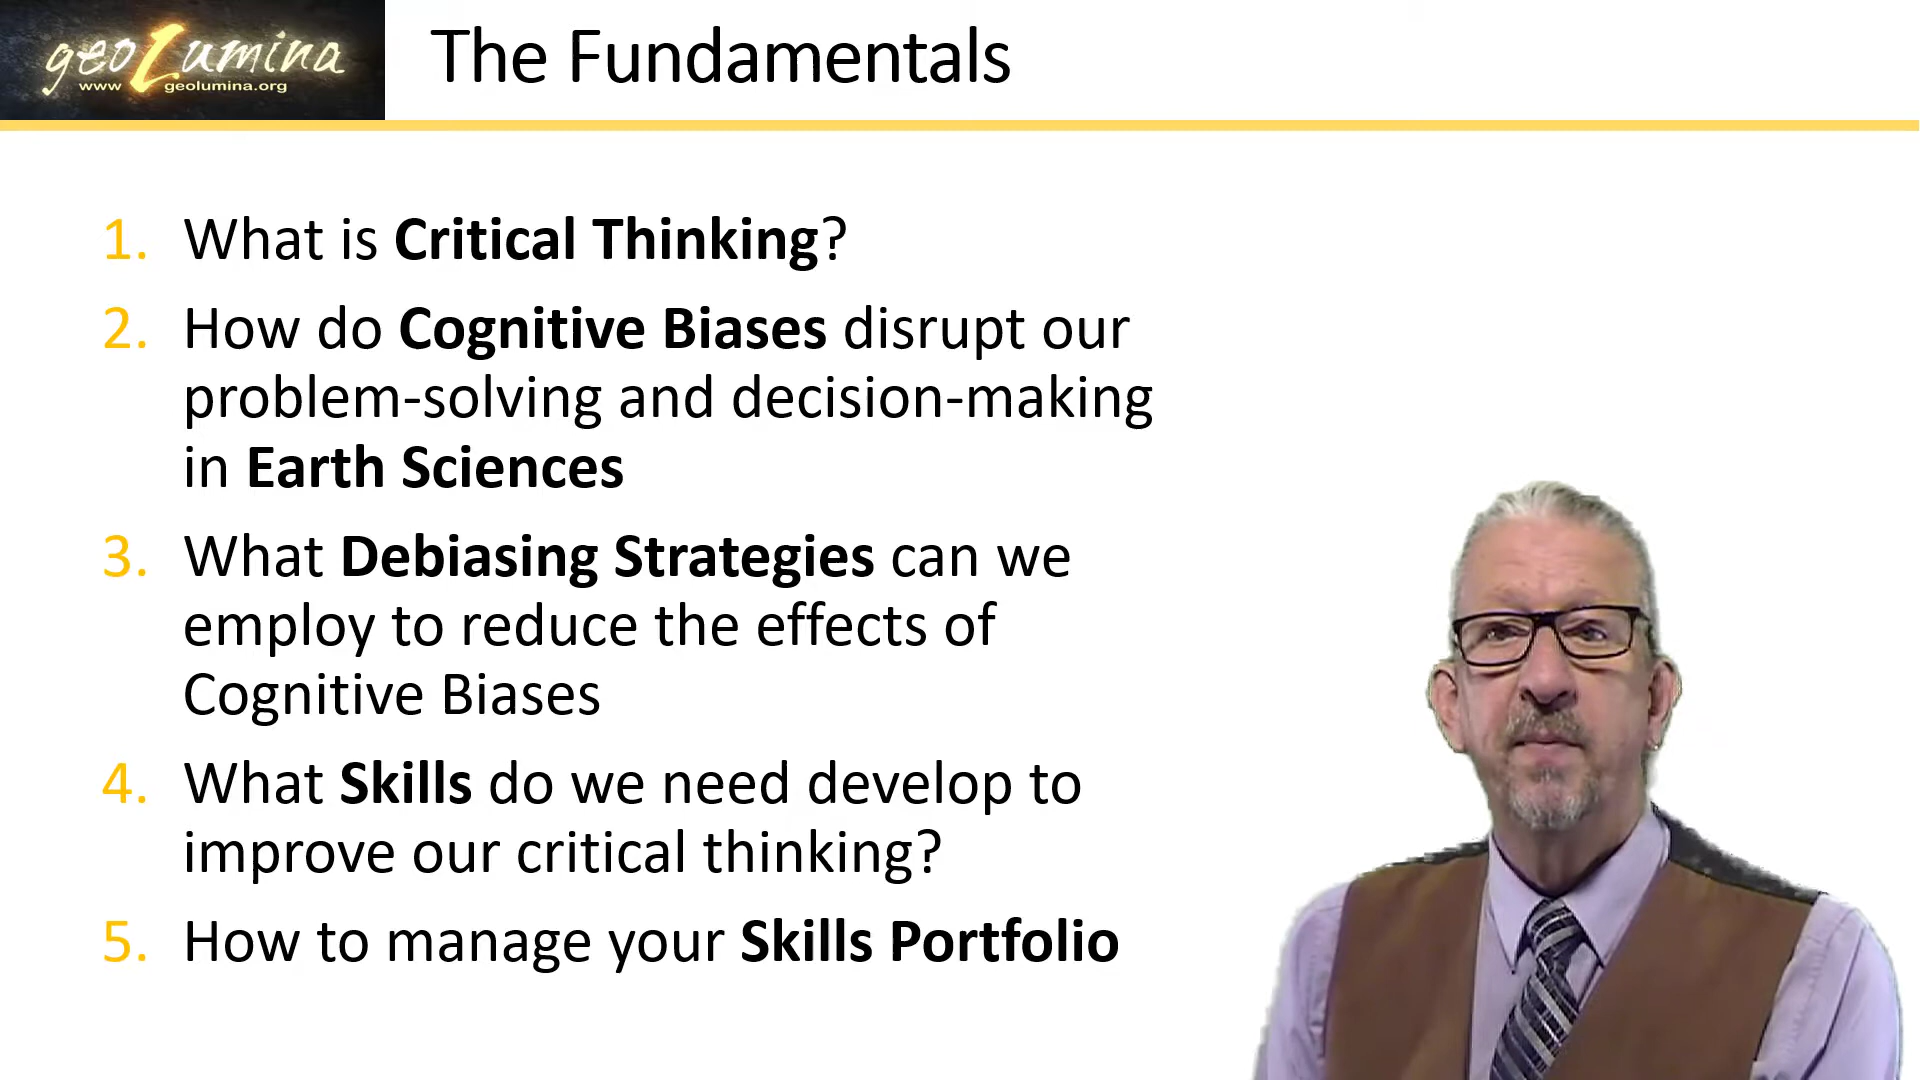 geoLumina
www geolumina.org
The Fundamentals
1. What is Critical Thinking?
2. How do Cognitive Biases disrupt our
problem-solving and decision-making
in Earth Sciences
3. What Debiasing Strategies can we
employ to reduce the effects of
Cognitive Biases
4. What Skills do we need develop to
improve our critical thinking?
5. How to manage your Skills Portfolio